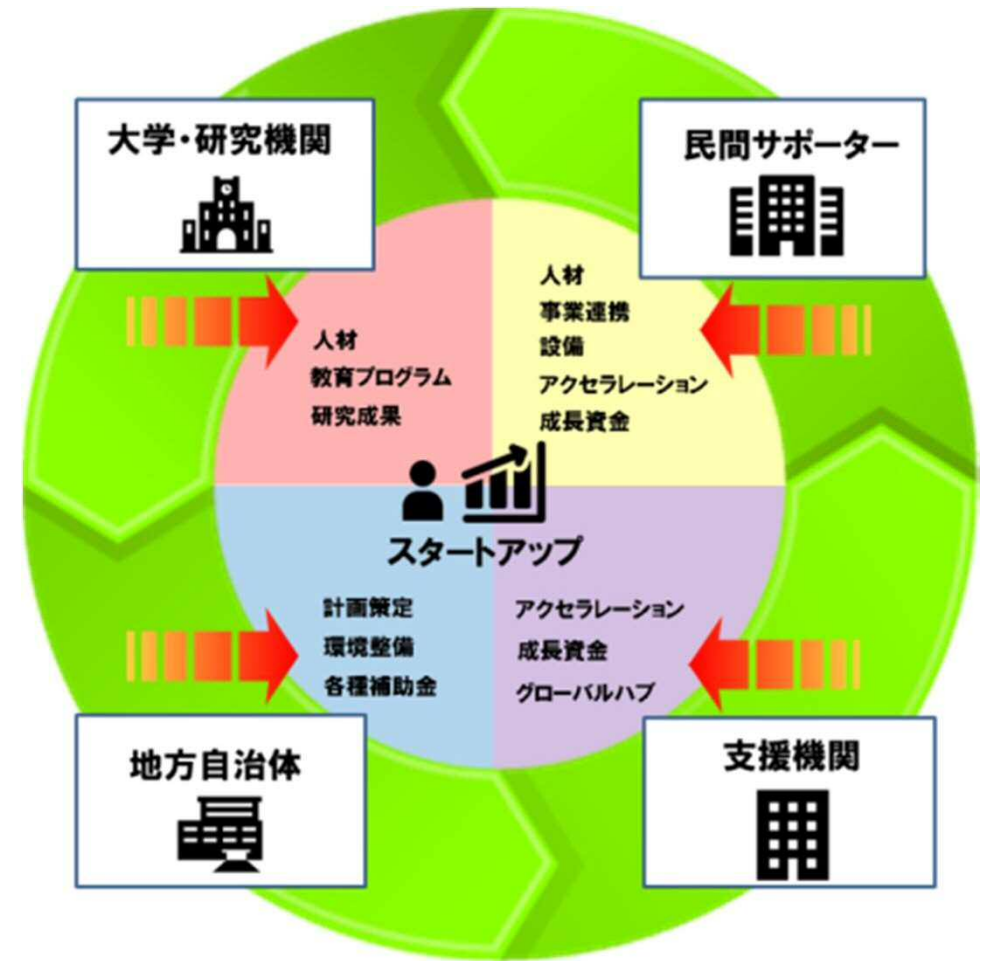 大学・研究機関
民間サポーター
人材
教育プログラム
研究成果
人材
事業連携
設備
アクセラレーション
成長資金
スタートアップ
計画策定
環境整備
各種補助金
アクセラレーション
成長資金
グローバルハブ
地方自治体
支援機関